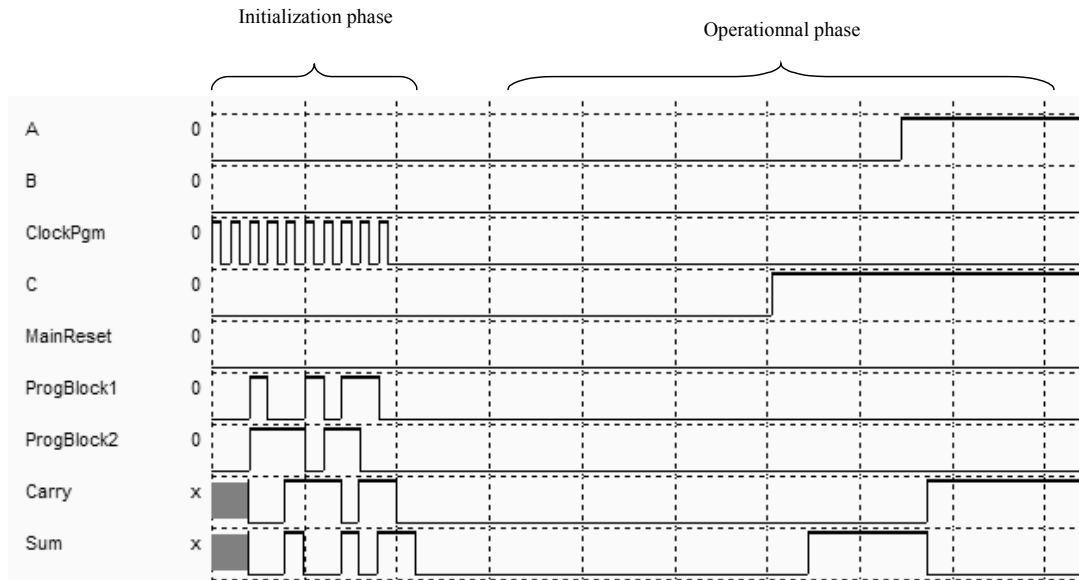 Initialization phase
Operationnal phase
A 0
B 0
ClockPgm 0
C 0
MainReset 0
ProgBlock1 0
ProgBlock2 0
Carry x
Sum x